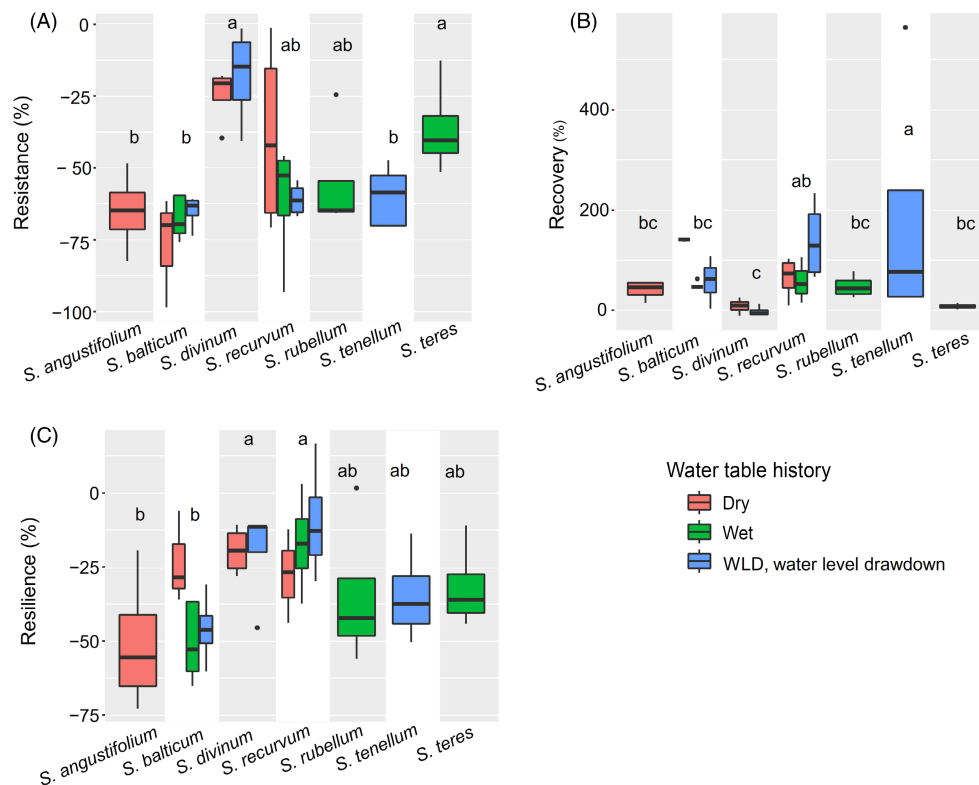 (A)
Resistance (%)
0
−25
−50
−75
−100
b
b
a
ab
ab
b
a
S. angustifolium
S. balticum
S. divinum
S. recurvum
S. rubellum
S. tenellum
S. teres
(B)
Recovery (%)
400
200
0
bc
bc
c
ab
bc
a
bc
S. angustifolium
S. balticum
S. divinum
S. recurvum
S. rubellum
S. tenellum
S. teres
(C)
Resilience (%)
0
−25
−50
−75
b
b
a
a
ab
ab
ab
S. angustifolium
S. balticum
S. divinum
S. recurvum
S. rubellum
S. tenellum
S. teres
Water table history
Dry
Wet
WLD, water level drawdown